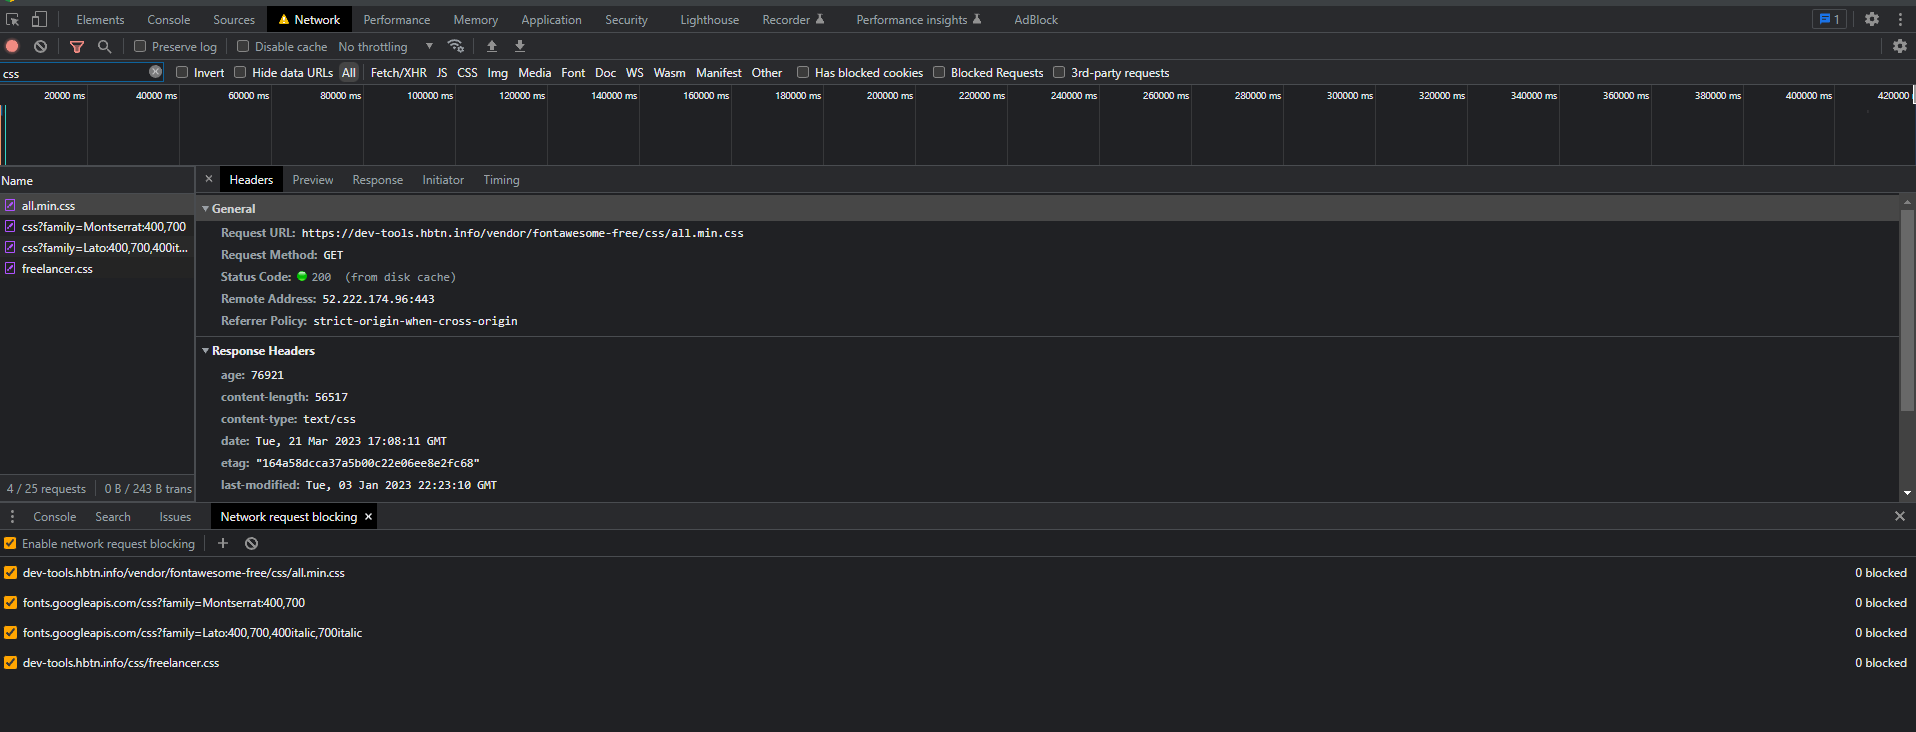 Elements Console Sources Network Performance Memory Application Security Lighthouse Recorder Performance insights AdBlock 1
Preserve log Disable cache No throttling
css Invert Hide data URLs All Fetch/XHR JS CSS Img Media Font Doc WS Wasm Manifest Other Has blocked cookies Blocked Requests 3rd-party requests
20000 ms 40000 ms 60000 ms 80000 ms 100000 ms 120000 ms 140000 ms 160000 ms 180000 ms 200000 ms 220000 ms 240000 ms 260000 ms 280000 ms 300000 ms 320000 ms 340000 ms 360000 ms 380000 ms 400000 ms 420000
Name
all.min.css
css?family=Montserrat:400,700
css?family=Lato:400,700,400it...
freelancer.css
4 / 25 requests 0 B / 243 B trans
× Headers Preview Response Initiator Timing
General
Request URL: https://dev-tools.hbtn.info/vendor/fontawesome-free/css/all.min.css
Request Method: GET
Status Code: 200 (from disk cache)
Remote Address: 52.222.174.96:443
Referrer Policy: strict-origin-when-cross-origin
Response Headers
age: 76921
content-length: 56517
content-type: text/css
date: Tue, 21 Mar 2023 17:08:11 GMT
etag: "164a58dcca37a5b00c22e06ee8e2fc68"
last-modified: Tue, 03 Jan 2023 22:23:10 GMT
Console Search Issues Network request blocking ×
Enable network request blocking
dev-tools.hbtn.info/vendor/fontawesome-free/css/all.min.css 0 blocked
fonts.googleapis.com/css?family=Montserrat:400,700 0 blocked
fonts.googleapis.com/css?family=Lato:400,700,400italic,700italic 0 blocked
dev-tools.hbtn.info/css/freelancer.css 0 blocked